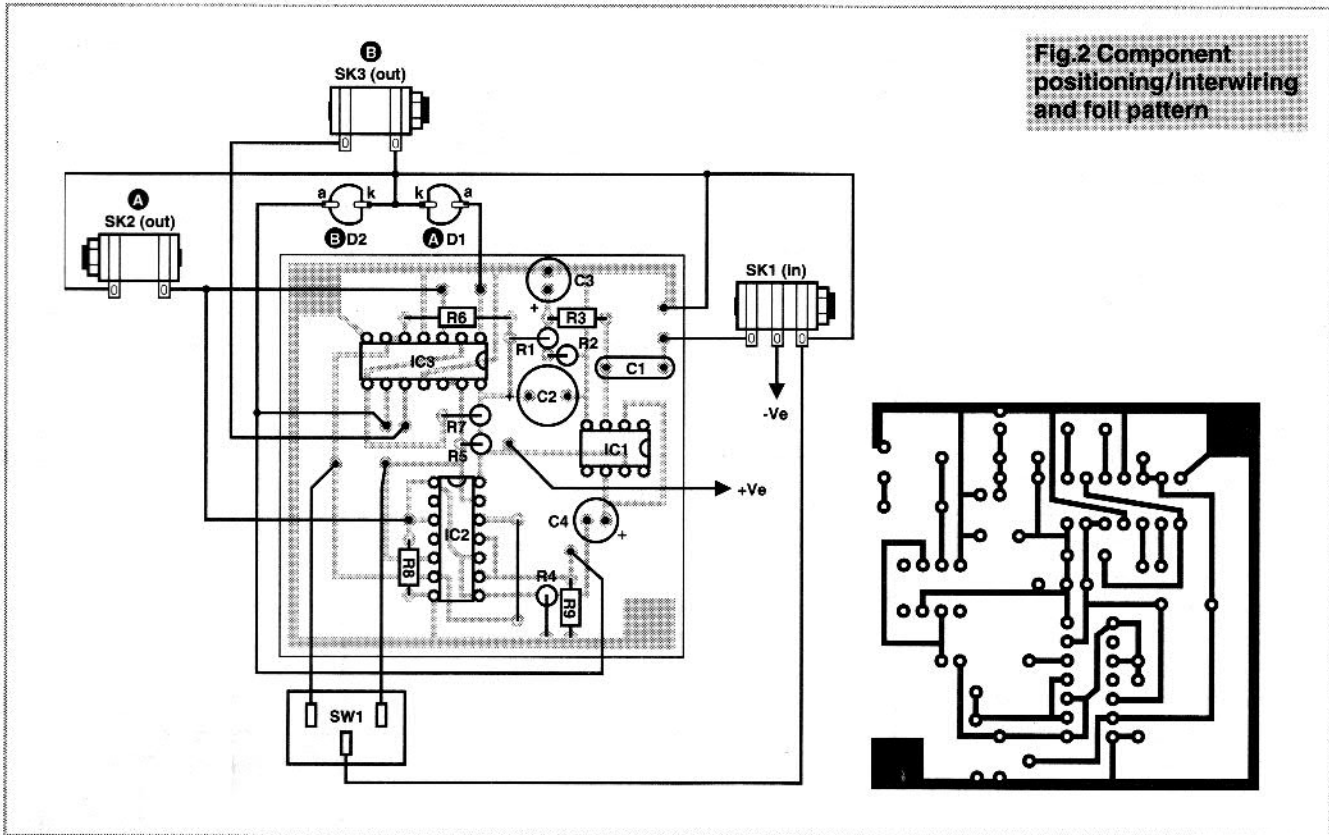 Fig.2 Component
positioning/interwiring
and foil pattern
B
SK3 (out)
A
SK2 (out)
a
k
k
a
B D2
A D1
SK1 (in)
C3
+
R6
R3
R1
R2
IC3
C1
+
C2
-Ve
R7
R5
IC1
+Ve
C4
+
IC2
R8
R4
R9
SW1